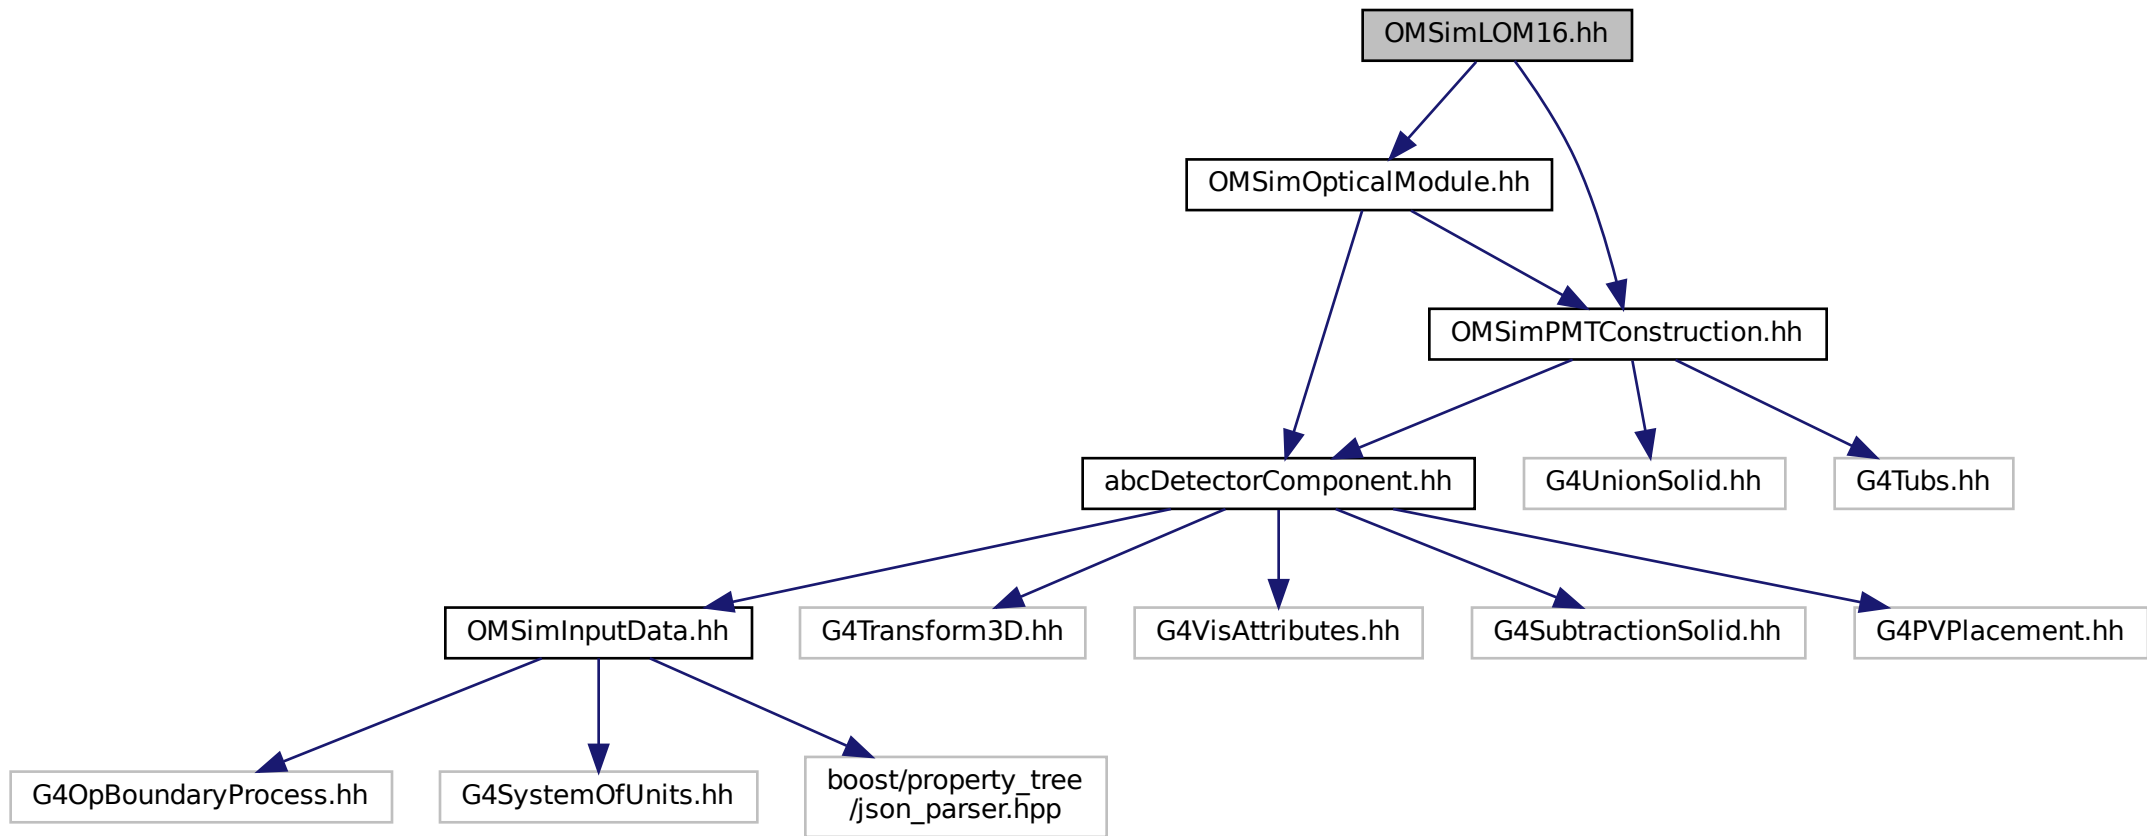 OMSimLOM16.hh
OMSimOpticalModule.hh
OMSimPMTConstruction.hh
abcDetectorComponent.hh
G4UnionSolid.hh
G4Tubs.hh
OMSimInputData.hh
G4Transform3D.hh
G4VisAttributes.hh
G4SubtractionSolid.hh
G4PVPlacement.hh
G4OpBoundaryProcess.hh
G4SystemOfUnits.hh
boost/property_tree
/json_parser.hpp